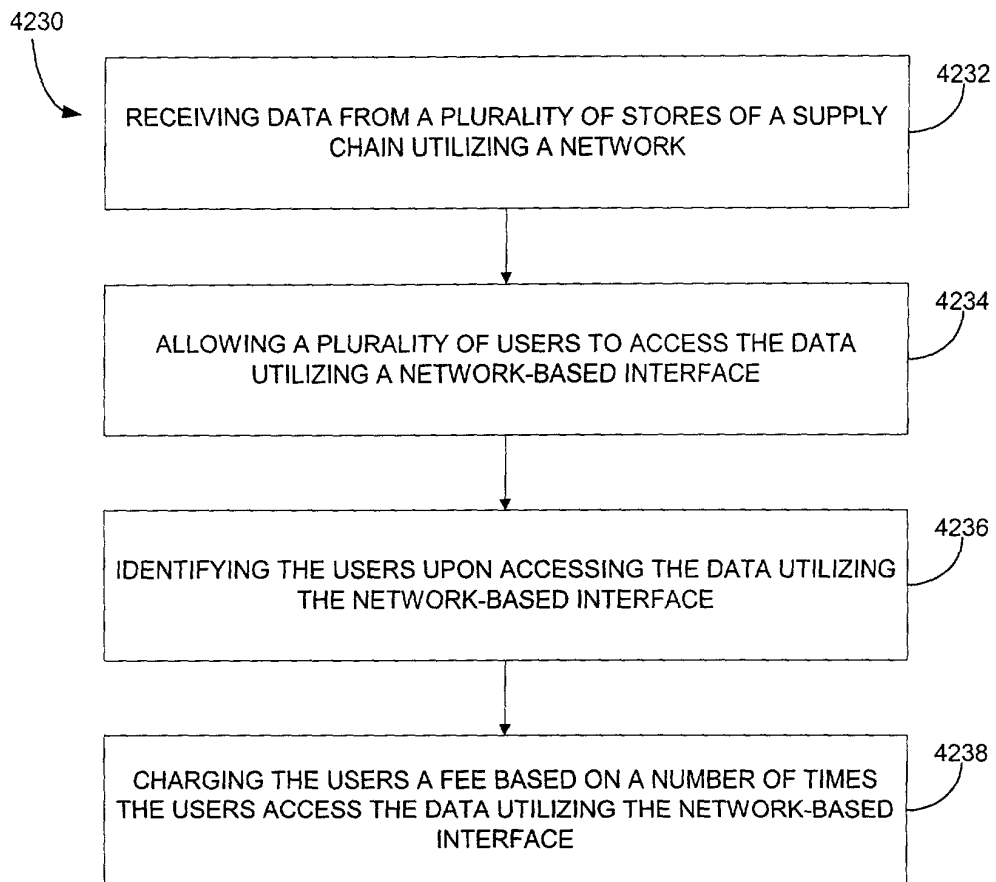 4230
4232
RECEIVING DATA FROM A PLURALITY OF STORES OF A SUPPLY
CHAIN UTILIZING A NETWORK
4234
ALLOWING A PLURALITY OF USERS TO ACCESS THE DATA
UTILIZING A NETWORK-BASED INTERFACE
4236
IDENTIFYING THE USERS UPON ACCESSING THE DATA UTILIZING
THE NETWORK-BASED INTERFACE
4238
CHARGING THE USERS A FEE BASED ON A NUMBER OF TIMES
THE USERS ACCESS THE DATA UTILIZING THE NETWORK-BASED
INTERFACE